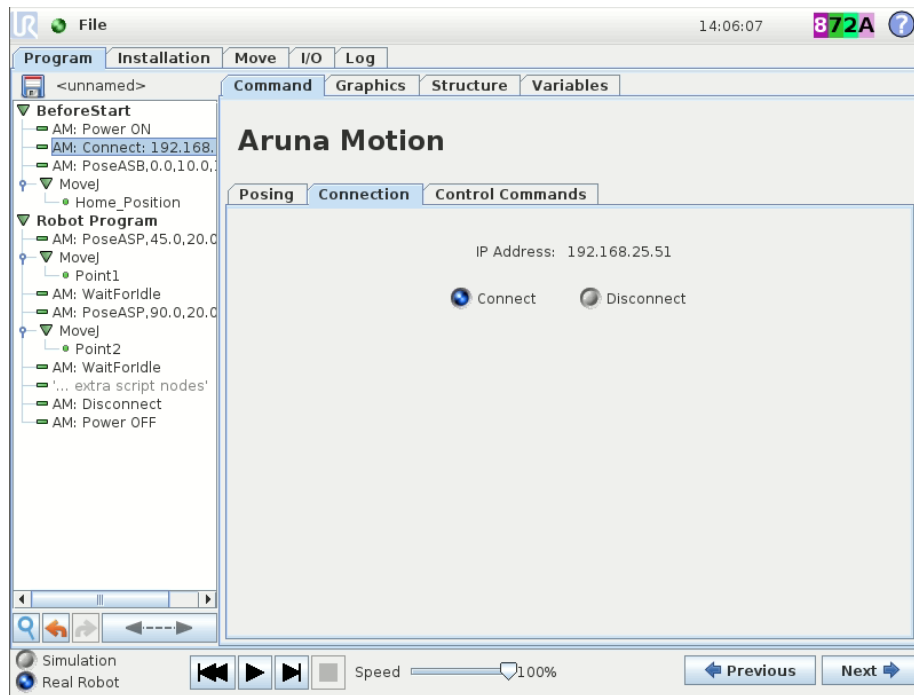 UR File 14:06:07 872A ?
Program Installation Move I/O Log
<unnamed>
Command Graphics Structure Variables
BeforeStart
AM: Power ON
AM: Connect: 192.168.
AM: PoseASB,0.0,10.0,
MoveJ
Home_Position
Robot Program
AM: PoseASP,45.0,20.0
MoveJ
Point1
AM: WaitForIdle
AM: PoseASP,90.0,20.0
MoveJ
Point2
AM: WaitForIdle
'... extra script nodes'
AM: Disconnect
AM: Power OFF
Aruna Motion
Posing Connection Control Commands
IP Address: 192.168.25.51
Connect Disconnect
Simulation
Real Robot
Speed 100%
Previous Next